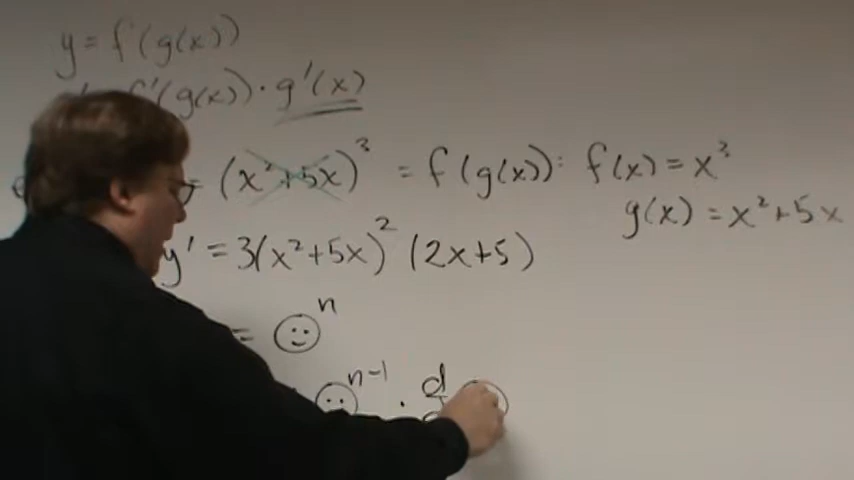 y = f(g(x))
f'(g(x)) · g'(x)
= (x²+5x)³ = f(g(x)): f(x) = x³
g(x) = x²+5x
y' = 3(x²+5x)² (2x+5)
= ☺ⁿ
☺ⁿ⁻¹ · d